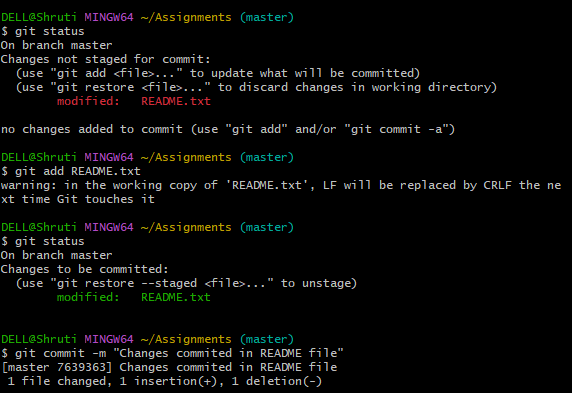 DELL@Shruti MINGW64 ~/Assignments (master)
$ git status
On branch master
Changes not staged for commit:
  (use "git add <file>..." to update what will be committed)
  (use "git restore <file>..." to discard changes in working directory)
        modified:   README.txt

no changes added to commit (use "git add" and/or "git commit -a")

DELL@Shruti MINGW64 ~/Assignments (master)
$ git add README.txt
warning: in the working copy of 'README.txt', LF will be replaced by CRLF the ne
xt time Git touches it

DELL@Shruti MINGW64 ~/Assignments (master)
$ git status
On branch master
Changes to be committed:
  (use "git restore --staged <file>..." to unstage)
        modified:   README.txt


DELL@Shruti MINGW64 ~/Assignments (master)
$ git commit -m "Changes commited in README file"
[master 7639363] Changes commited in README file
 1 file changed, 1 insertion(+), 1 deletion(-)